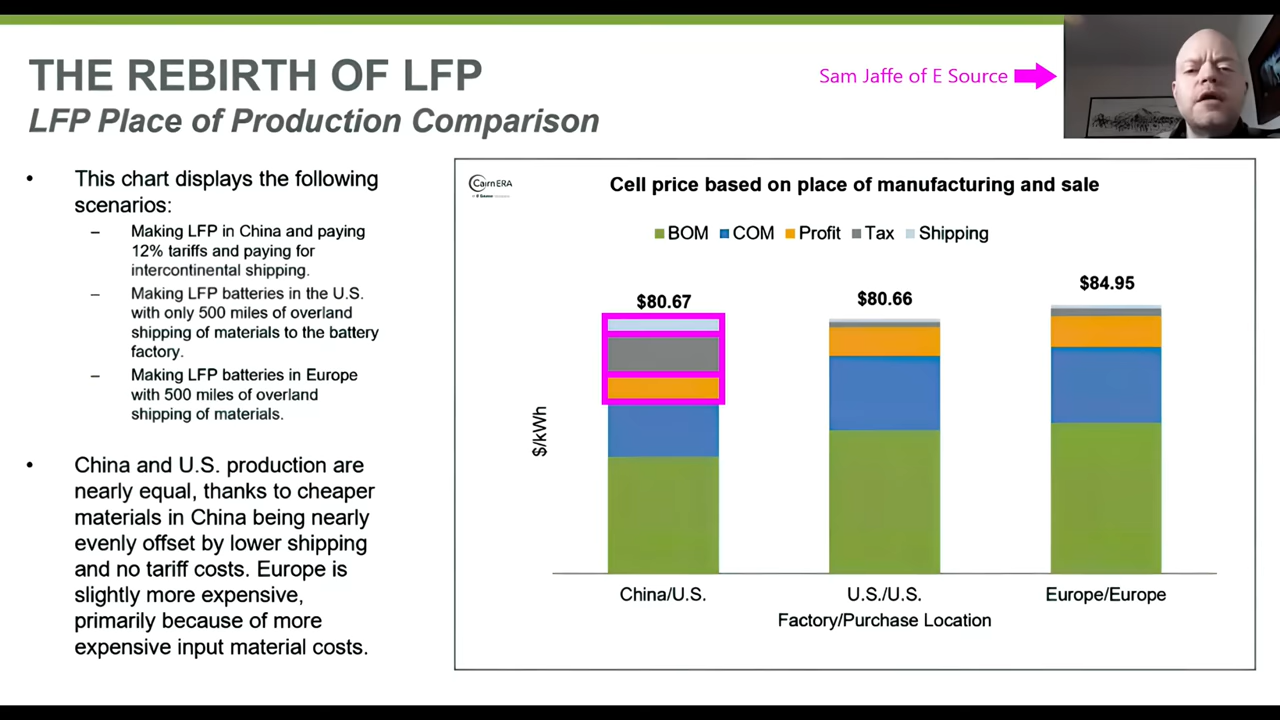 THE REBIRTH OF LFP
LFP Place of Production Comparison
Sam Jaffe of E Source
• This chart displays the following
scenarios:
– Making LFP in China and paying
12% tariffs and paying for
intercontinental shipping.
– Making LFP batteries in the U.S.
with only 500 miles of overland
shipping of materials to the battery
factory.
– Making LFP batteries in Europe
with 500 miles of overland
shipping of materials.
• China and U.S. production are
nearly equal, thanks to cheaper
materials in China being nearly
evenly offset by lower shipping
and no tariff costs. Europe is
slightly more expensive,
primarily because of more
expensive input material costs.
Cairn ERA
Cell price based on place of manufacturing and sale
BOM COM Profit Tax Shipping
$80.67 $80.66 $84.95
$/kWh
China/U.S. U.S./U.S. Europe/Europe
Factory/Purchase Location